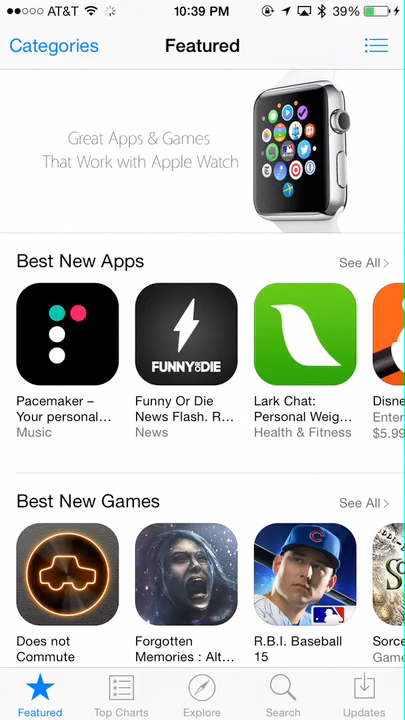 AT&T 10:39 PM 39%
Categories Featured
Great Apps & Games
That Work with Apple Watch
Best New Apps See All >
Pacemaker –
Your personal...
Music
FUNNY OR DIE
Funny Or Die
News Flash. R...
News
Lark Chat:
Personal Weig...
Health & Fitness
Disne
Enter
$5.99
Best New Games See All >
Does not
Commute
Forgotten
Memories : Alt...
R.B.I. Baseball
15
Sorce
Game
Featured Top Charts Explore Search Updates